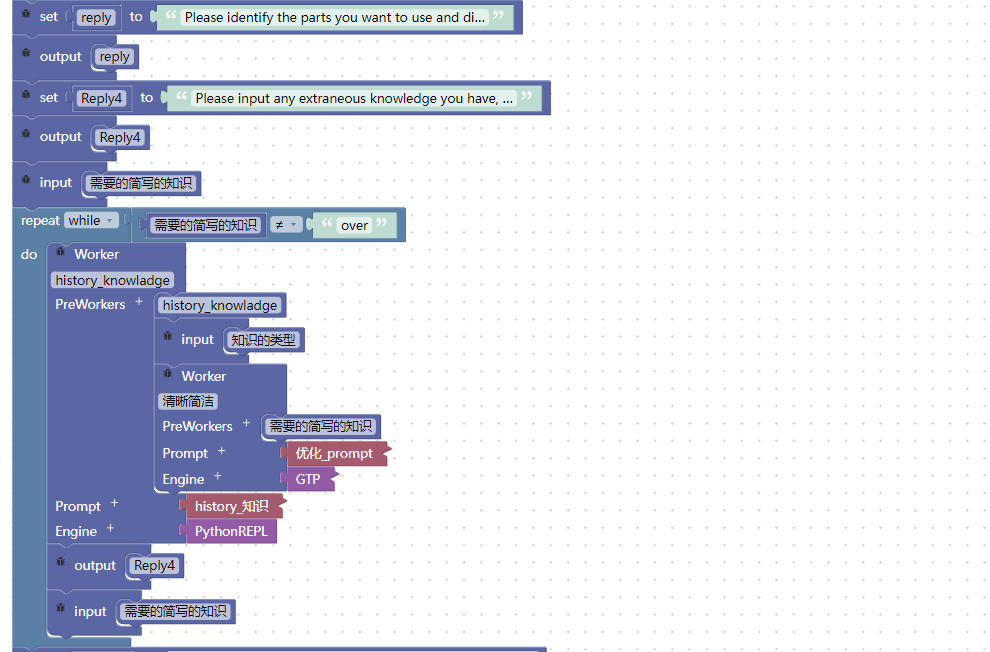 set reply to “ Please identify the parts you want to use and di... ”
output reply
set Reply4 to “ Please input any extraneous knowledge you have, ... ”
output Reply4
input 需要的简写的知识
repeat while 需要的简写的知识 ≠ “ over ”
do Worker
history_knowladge
PreWorkers + history_knowladge
input 知识的类型
Worker
清晰简洁
PreWorkers + 需要的简写的知识
Prompt + 优化_prompt
Engine + GTP
Prompt + history_知识
Engine + PythonREPL
output Reply4
input 需要的简写的知识